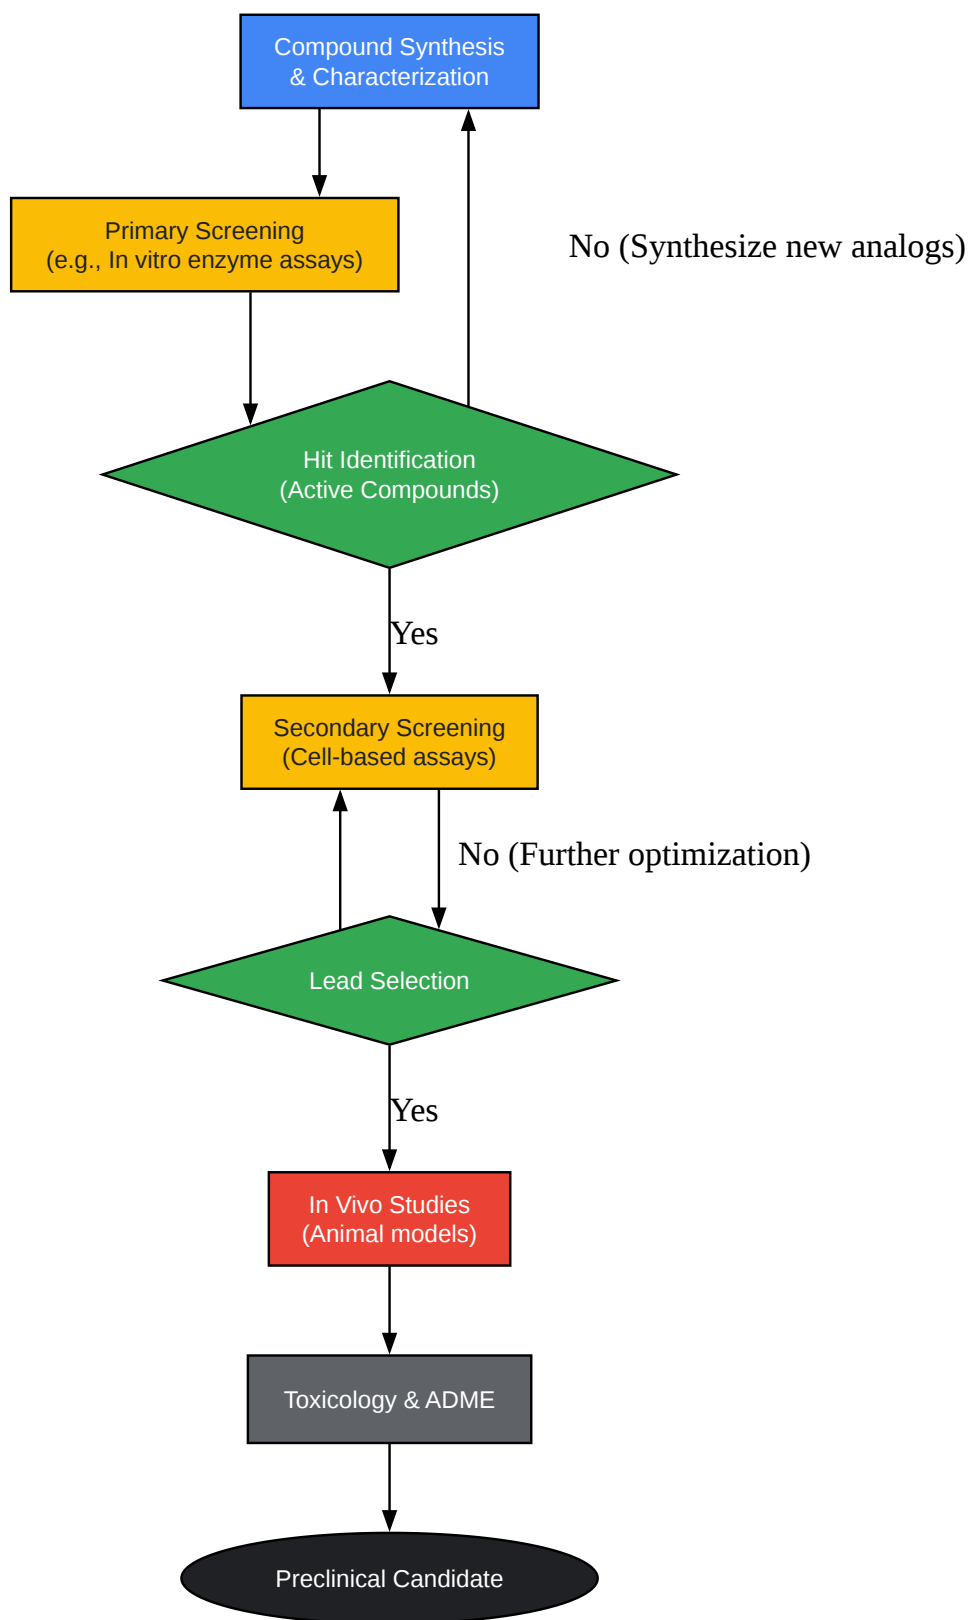 Compound Synthesis
& Characterization
Primary Screening
(e.g., In vitro enzyme assays)
No (Synthesize new analogs)
Hit Identification
(Active Compounds)
Yes
Secondary Screening
(Cell-based assays)
No (Further optimization)
Lead Selection
Yes
In Vivo Studies
(Animal models)
Toxicology & ADME
Preclinical Candidate